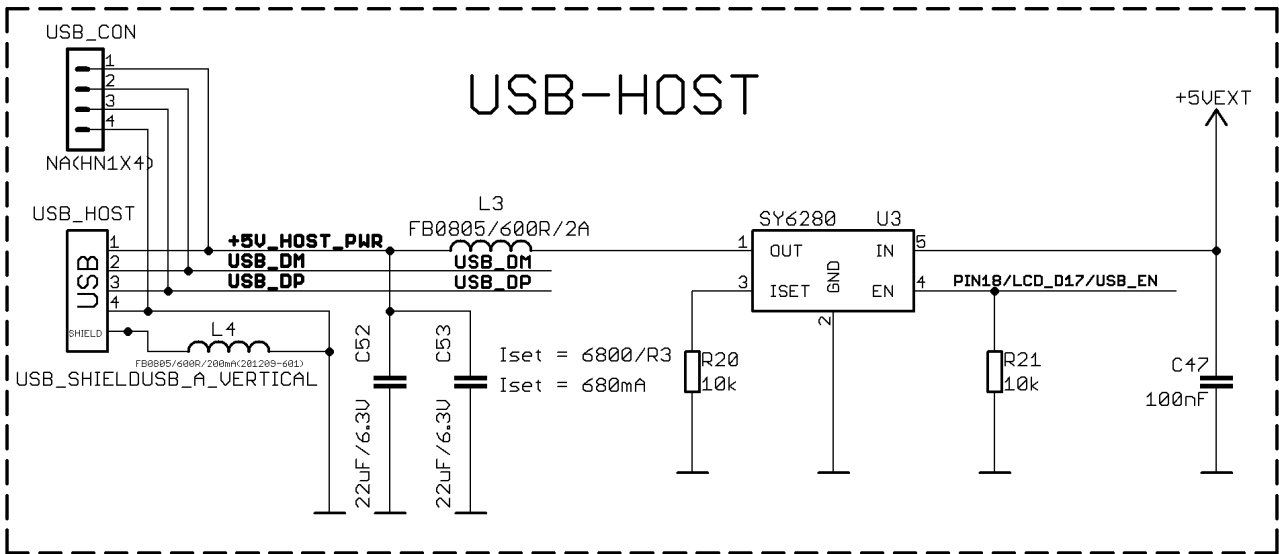 USB_CON
1
2
3
4
NA(HN1X4)
USB-HOST
+5VEXT
USB_HOST
USB
1
2
3
4
SHIELD
+5V_HOST_PWR
USB_DM
USB_DP
L3
FB0805/600R/2A
USB_DM
USB_DP
SY6280
U3
1
OUT
IN
5
3
ISET
GND
EN
4
2
PIN18/LCD_D17/USB_EN
L4
FB0805/600R/200mA(201209-601)
USB_SHIELD
USB_A_VERTICAL
C52
22uF/6.3V
C53
22uF/6.3V
Iset = 6800/R3
Iset = 680mA
R20
10k
R21
10k
C47
100nF